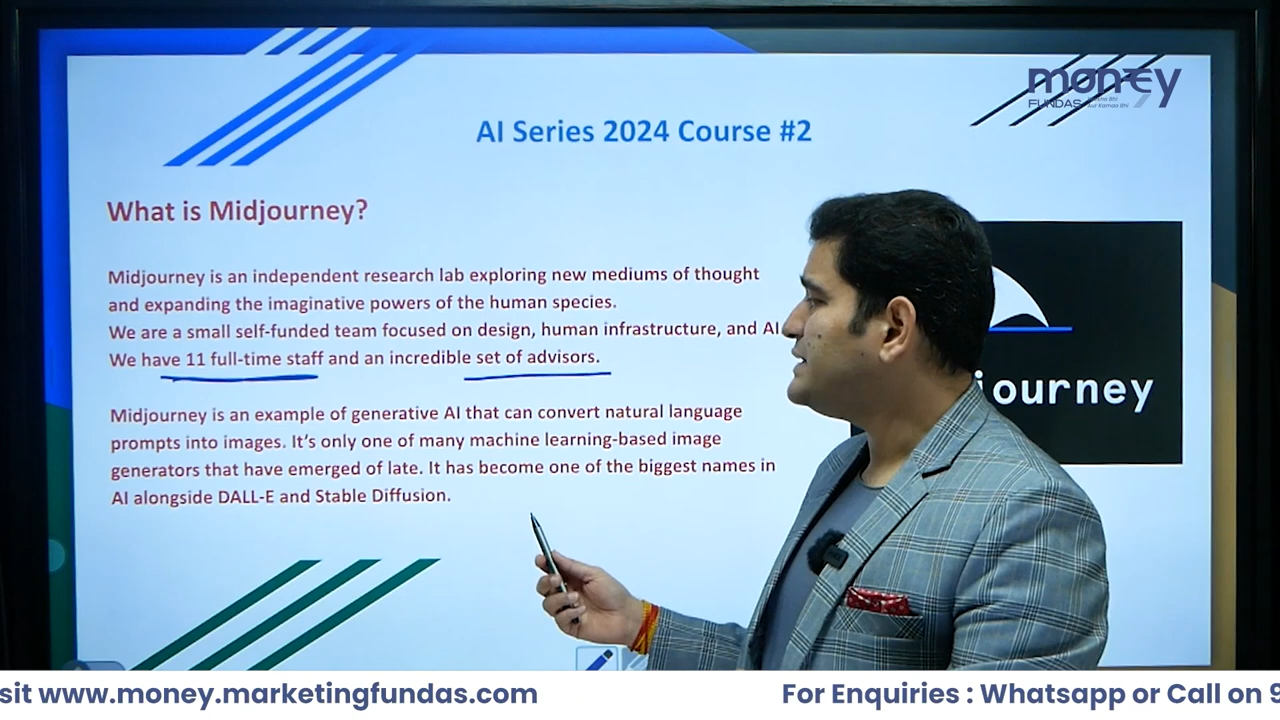 money
FUNDAS
AI Series 2024 Course #2
What is Midjourney?
Midjourney is an independent research lab exploring new mediums of thought
and expanding the imaginative powers of the human species.
We are a small self-funded team focused on design, human infrastructure, and AI
We have 11 full-time staff and an incredible set of advisors.
journey
Midjourney is an example of generative AI that can convert natural language
prompts into images. It’s only one of many machine learning-based image
generators that have emerged of late. It has become one of the biggest names in
AI alongside DALL-E and Stable Diffusion.
sit www.money.marketingfundas.com
For Enquiries : Whatsapp or Call on 9